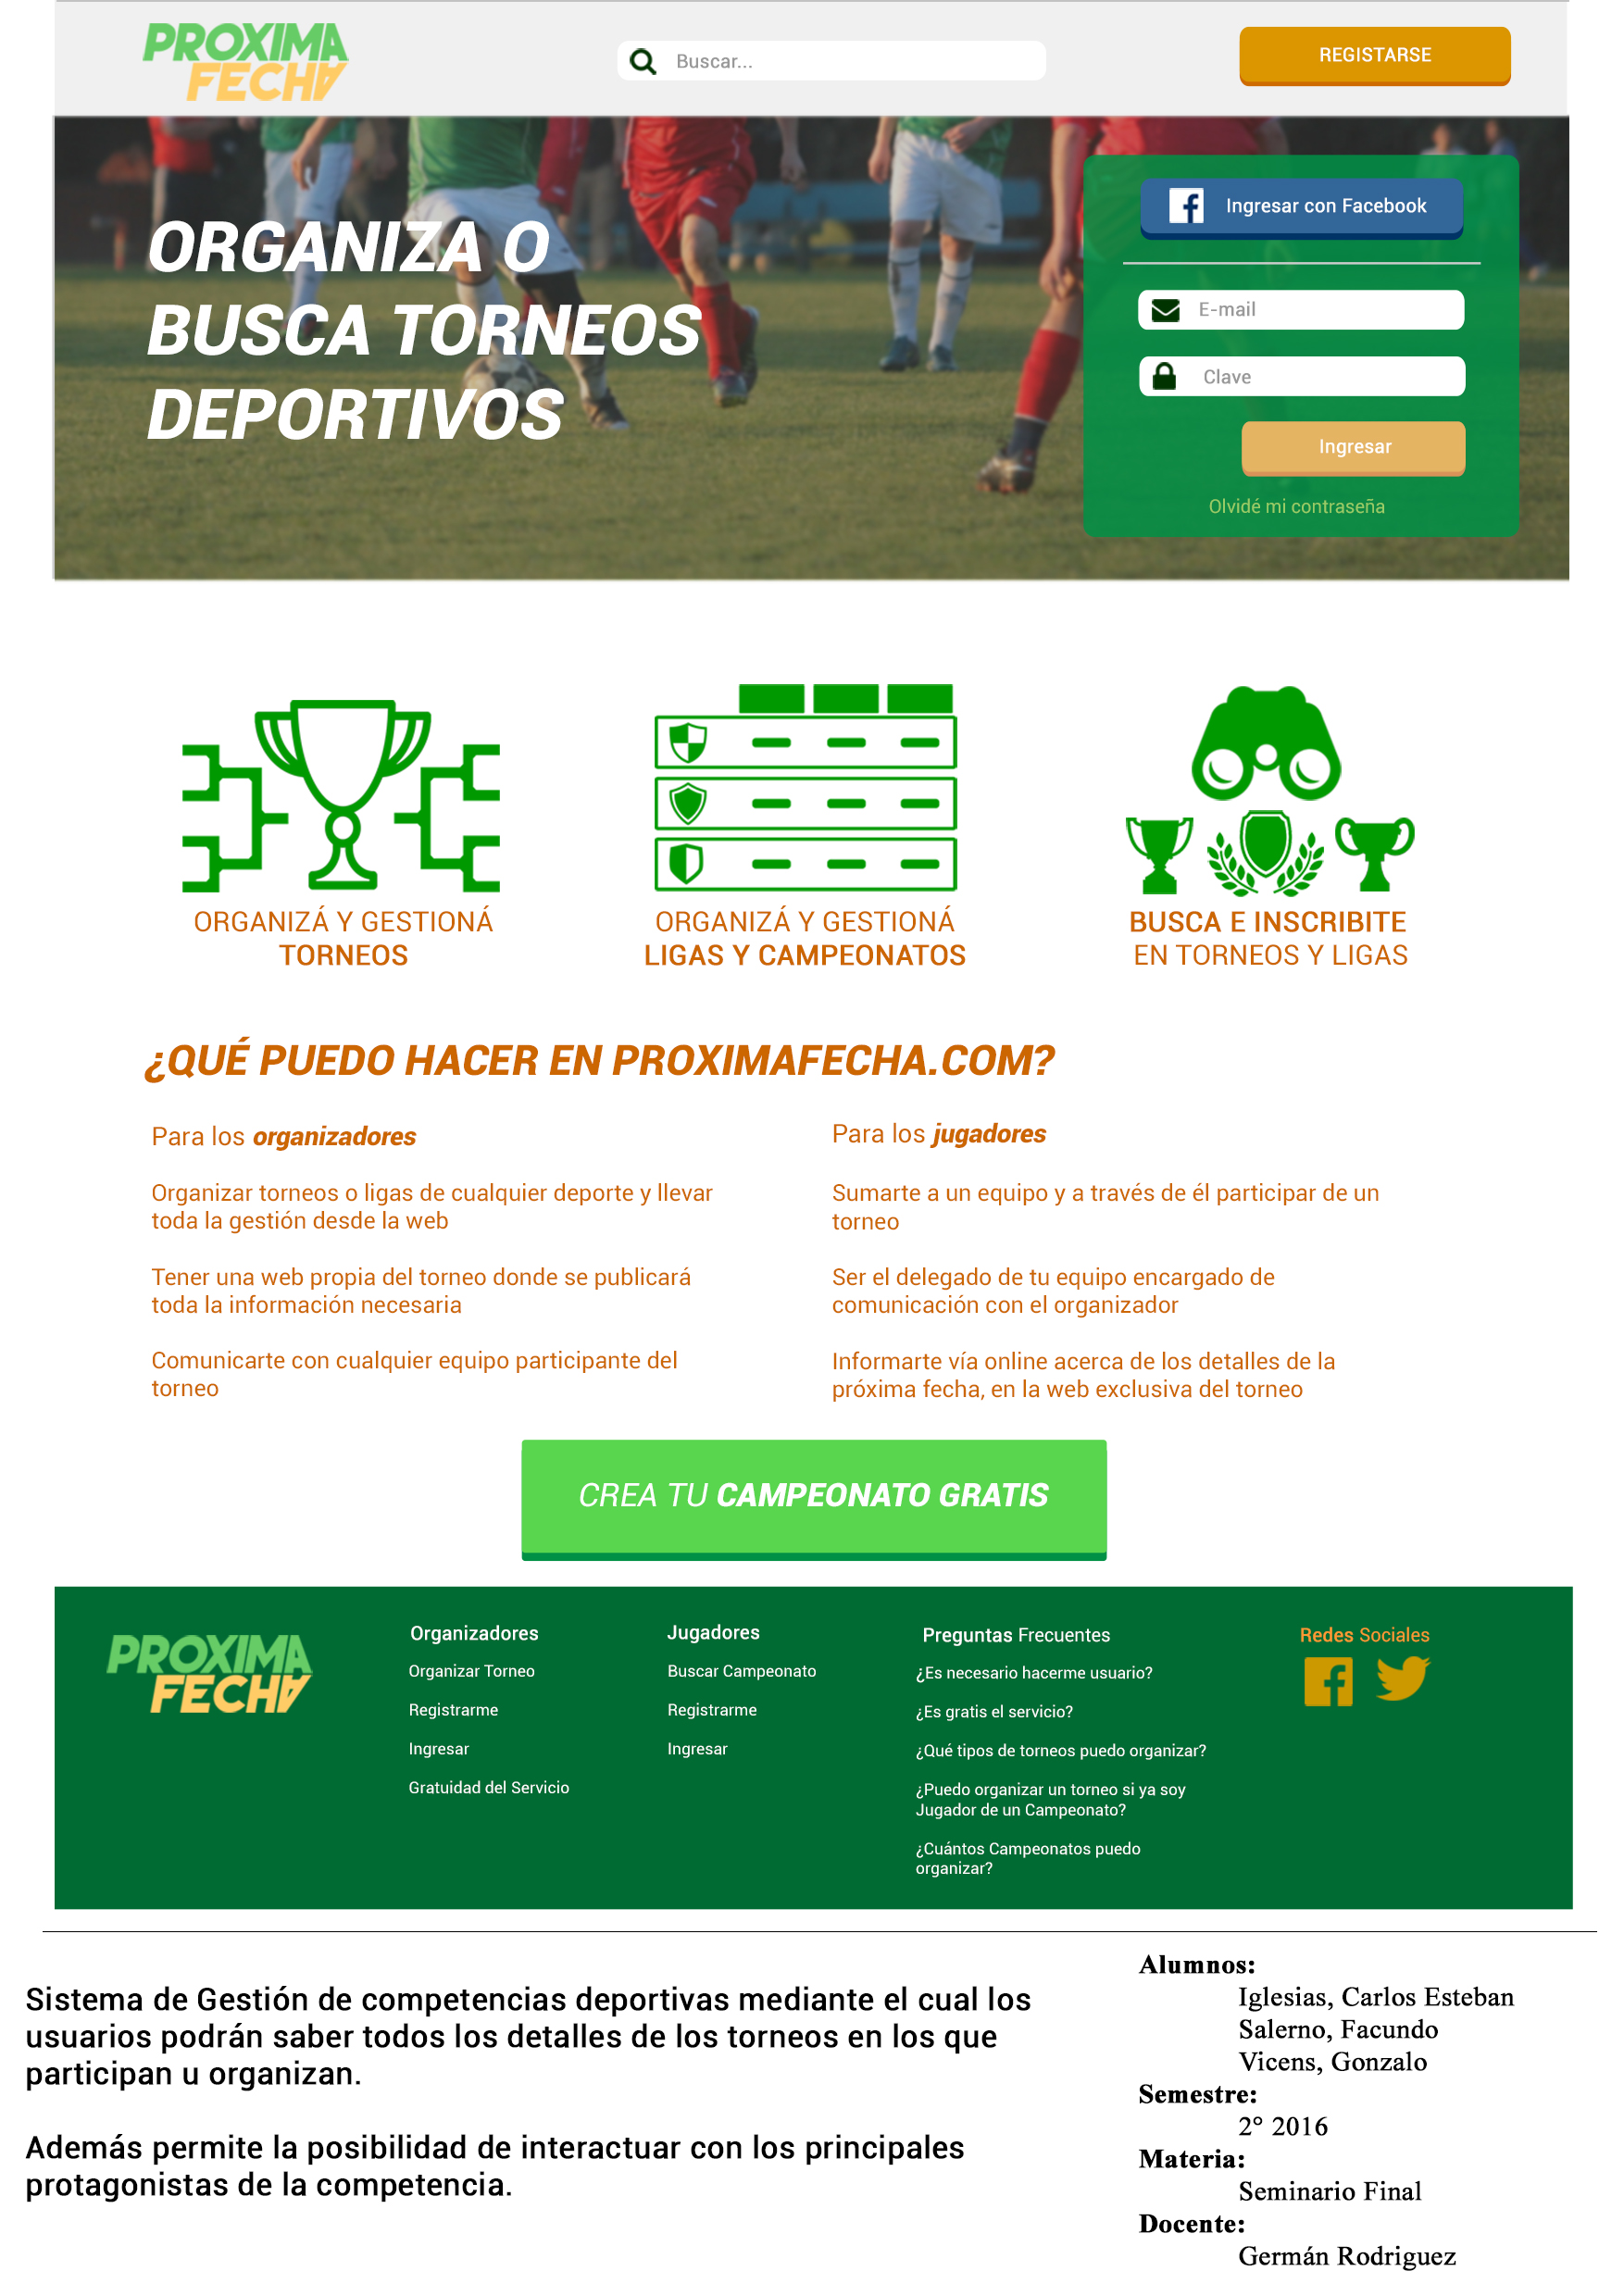 PROXIMA
FECHA
Buscar...
REGISTARSE
ORGANIZA O
BUSCA TORNEOS
DEPORTIVOS
Ingresar con Facebook
E-mail
Clave
Ingresar
Olvidé mi contraseña
ORGANIZÁ Y GESTIONÁ
TORNEOS
ORGANIZÁ Y GESTIONÁ
LIGAS Y CAMPEONATOS
BUSCA E INSCRIBITE
EN TORNEOS Y LIGAS
¿QUÉ PUEDO HACER EN PROXIMAFECHA.COM?
Para los organizadores
Organizar torneos o ligas de cualquier deporte y llevar
toda la gestión desde la web
Tener una web propia del torneo donde se publicará
toda la información necesaria
Comunicarte con cualquier equipo participante del
torneo
Para los jugadores
Sumarte a un equipo y a través de él participar de un
torneo
Ser el delegado de tu equipo encargado de
comunicación con el organizador
Informarte vía online acerca de los detalles de la
próxima fecha, en la web exclusiva del torneo
CREA TU CAMPEONATO GRATIS
PROXIMA
FECHA
Organizadores
Organizar Torneo
Registrarme
Ingresar
Gratuidad del Servicio
Jugadores
Buscar Campeonato
Registrarme
Ingresar
Preguntas Frecuentes
¿Es necesario hacerme usuario?
¿Es gratis el servicio?
¿Qué tipos de torneos puedo organizar?
¿Puedo organizar un torneo si ya soy
Jugador de un Campeonato?
¿Cuántos Campeonatos puedo
organizar?
Redes Sociales
Sistema de Gestión de competencias deportivas mediante el cual los
usuarios podrán saber todos los detalles de los torneos en los que
participan u organizan.
Además permite la posibilidad de interactuar con los principales
protagonistas de la competencia.
Alumnos:
Iglesias, Carlos Esteban
Salerno, Facundo
Vicens, Gonzalo
Semestre:
2° 2016
Materia:
Seminario Final
Docente:
Germán Rodriguez